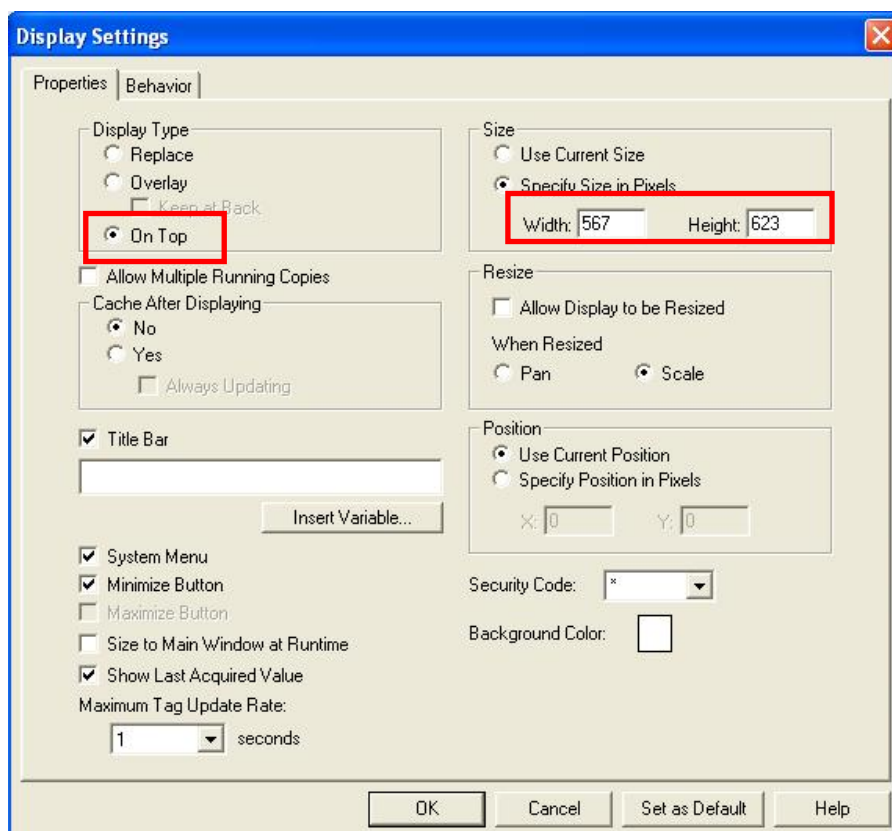 Display Settings
Properties
Behavior
Display Type
Replace
Overlay
Keep at Back
On Top
Allow Multiple Running Copies
Cache After Displaying
No
Yes
Always Updating
Title Bar
Insert Variable...
System Menu
Minimize Button
Maximize Button
Size to Main Window at Runtime
Show Last Acquired Value
Maximum Tag Update Rate:
1 seconds
Size
Use Current Size
Specify Size in Pixels
Width: 567 Height: 623
Resize
Allow Display to be Resized
When Resized
Pan Scale
Position
Use Current Position
Specify Position in Pixels
X: 0 Y: 0
Security Code: *
Background Color:
OK Cancel Set as Default Help